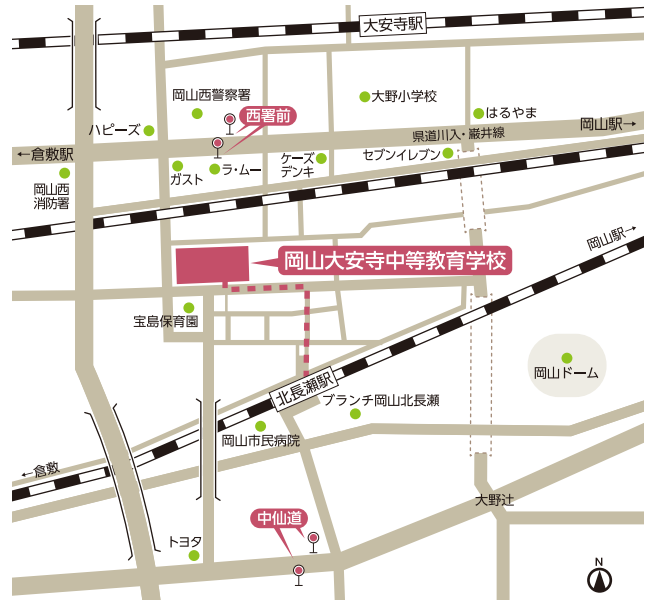 大安寺駅
岡山西警察署
大野小学校
西署前
はるやま
ハピーズ
岡山駅→
県道川入・巌井線
←倉敷駅
セブンイレブン
ケーズ
デンキ
ラ・ムー
ガスト
岡山西
消防署
岡山駅→
岡山大安寺中等教育学校
宝島保育園
岡山ドーム
北長瀬駅
ブランチ岡山北長瀬
岡山市民病院
←倉敷
大野辻
中仙道
トヨタ
N